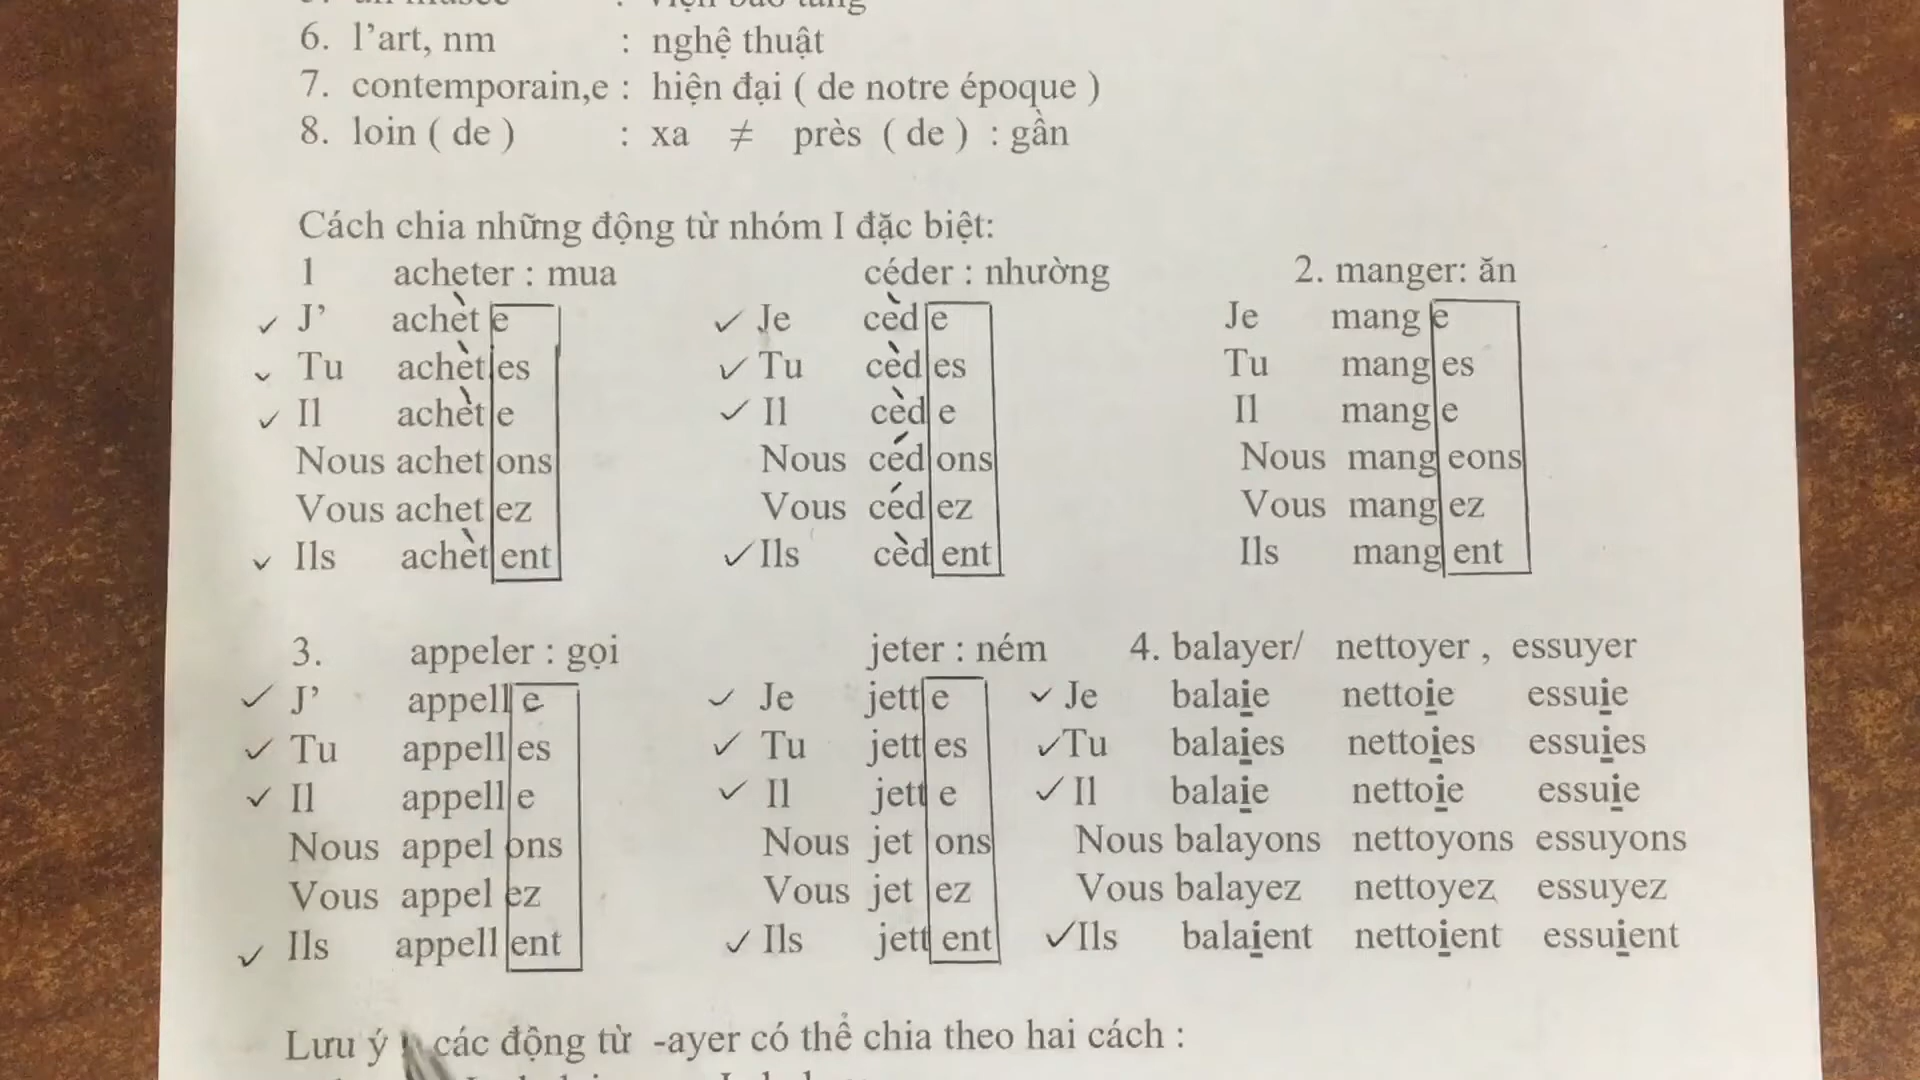 6. l’art, nm : nghệ thuật
7. contemporain,e : hiện đại ( de notre époque )
8. loin ( de ) : xa ≠ près ( de ) : gần
Cách chia những động từ nhóm I đặc biệt:
1 acheter : mua céder : nhường 2. manger: ăn
J’ achèt e Je cèd e Je mang e
Tu achèt es Tu cèd es Tu mang es
Il achèt e Il cèd e Il mang e
Nous achet ons Nous céd ons Nous mang eons
Vous achet ez Vous céd ez Vous mang ez
Ils achèt ent Ils cèd ent Ils mang ent
3. appeler : gọi jeter : ném 4. balayer/ nettoyer , essuyer
J’ appell e Je jett e Je balaie nettoie essuie
Tu appell es Tu jett es Tu balaies nettoies essuies
Il appell e Il jett e Il balaie nettoie essuie
Nous appel ons Nous jet ons Nous balayons nettoyons essuyons
Vous appel ez Vous jet ez Vous balayez nettoyez essuyez
Ils appell ent Ils jett ent Ils balaient nettoient essuient
Lưu ý các động từ -ayer có thể chia theo hai cách :